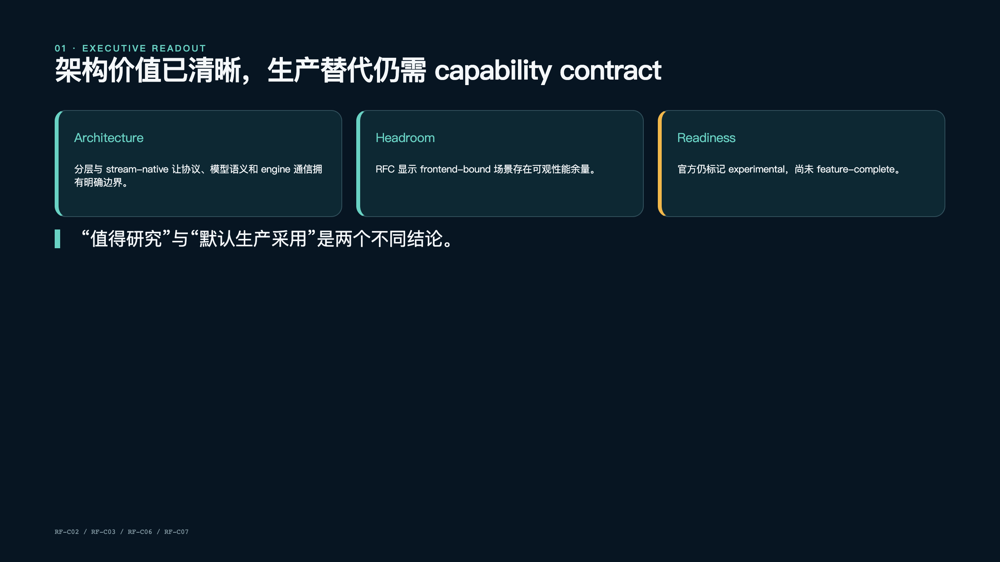 01 · EXECUTIVE READOUT
架构价值已清晰，生产替代仍需 capability contract
Architecture
分层与 stream-native 让协议、模型语义和 engine 通信拥
有明确边界。
Headroom
RFC 显示 frontend-bound 场景存在可观性能余量。
Readiness
官方仍标记 experimental，尚未 feature-complete。
“值得研究”与“默认生产采用”是两个不同结论。
RF-C02 / RF-C03 / RF-C06 / RF-C07